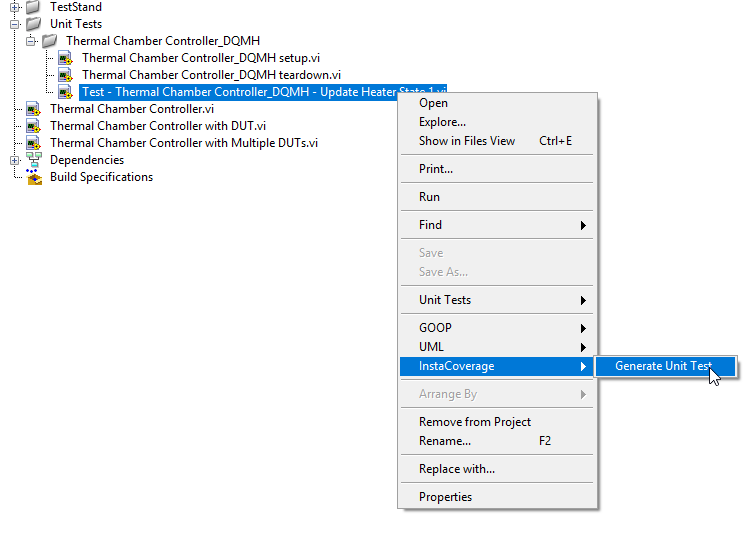 TestStand
Unit Tests
Thermal Chamber Controller_DQMH
Thermal Chamber Controller_DQMH setup.vi
Thermal Chamber Controller_DQMH teardown.vi
Test - Thermal Chamber Controller_DQMH - Update Heater State 1.vi
Thermal Chamber Controller.vi
Thermal Chamber Controller with DUT.vi
Thermal Chamber Controller with Multiple DUTs.vi
Dependencies
Build Specifications
Open
Explore...
Show in Files View Ctrl+E
Print...
Run
Find
Save
Save As...
Unit Tests
GOOP
UML
InstaCoverage
Generate Unit Test
Arrange By
Remove from Project
Rename... F2
Replace with...
Properties